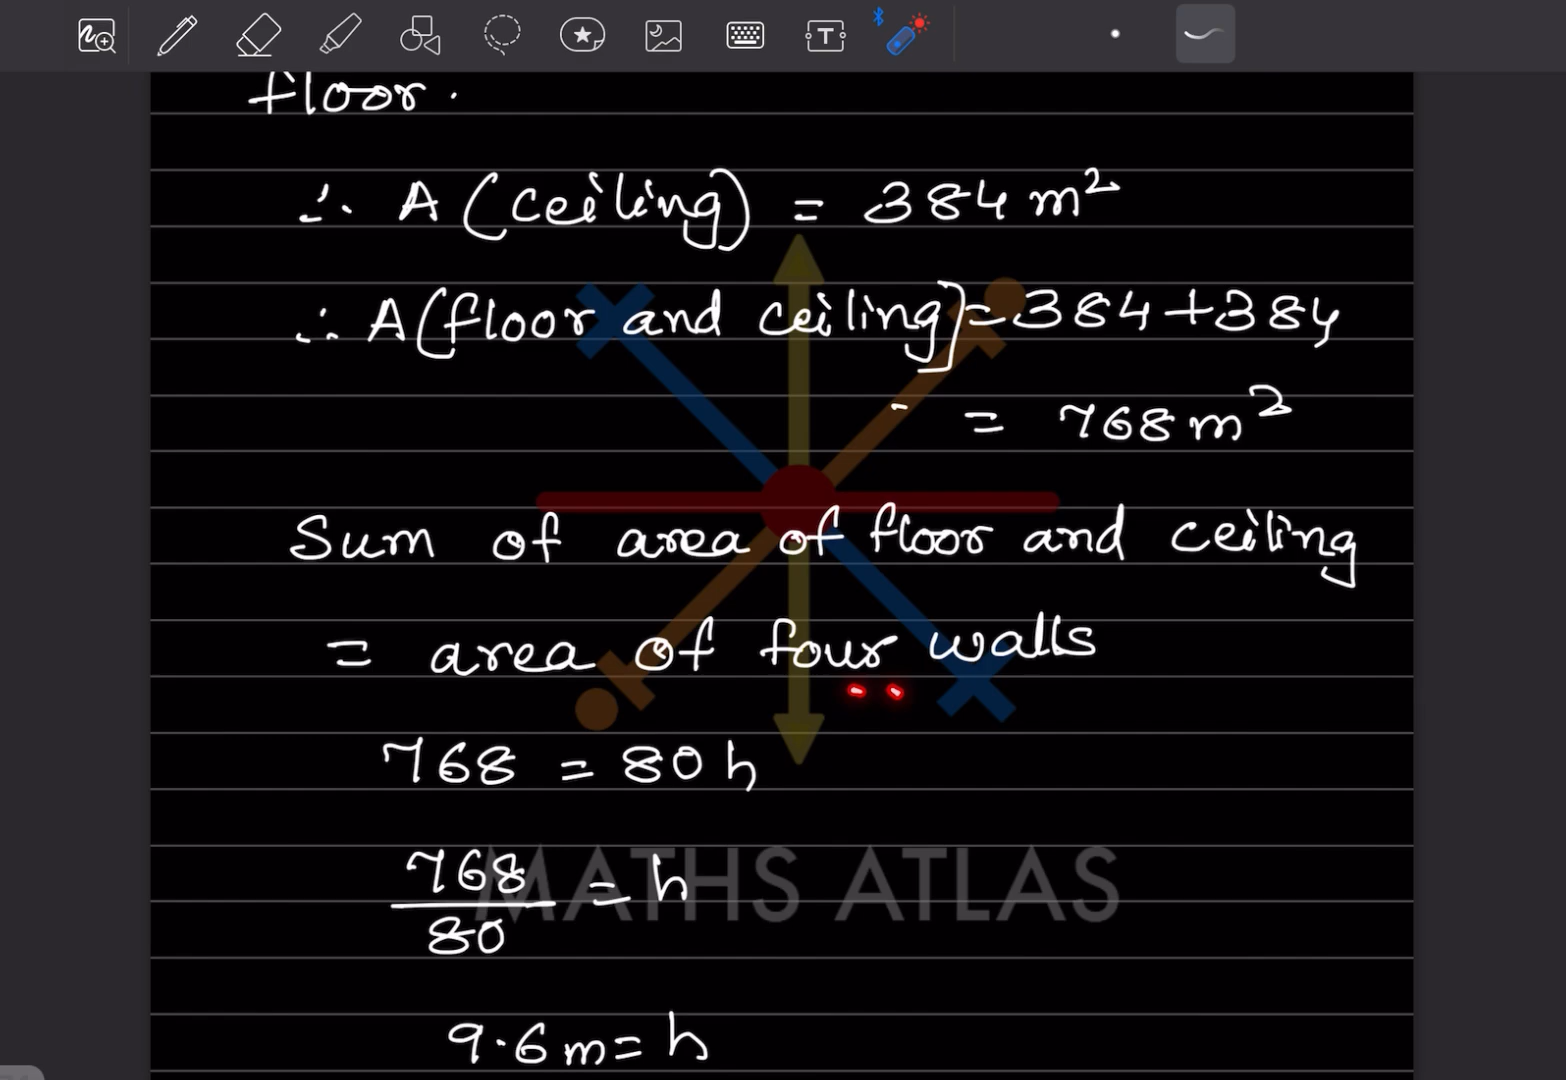 floor.
∴ A (ceiling) = 384 m²
∴ A(floor and ceiling] = 384+384
= 768 m²
Sum of area of floor and ceiling
= area of four walls
768 = 80 h
768/80 = h
MATHS ATLAS
9.6 m = h